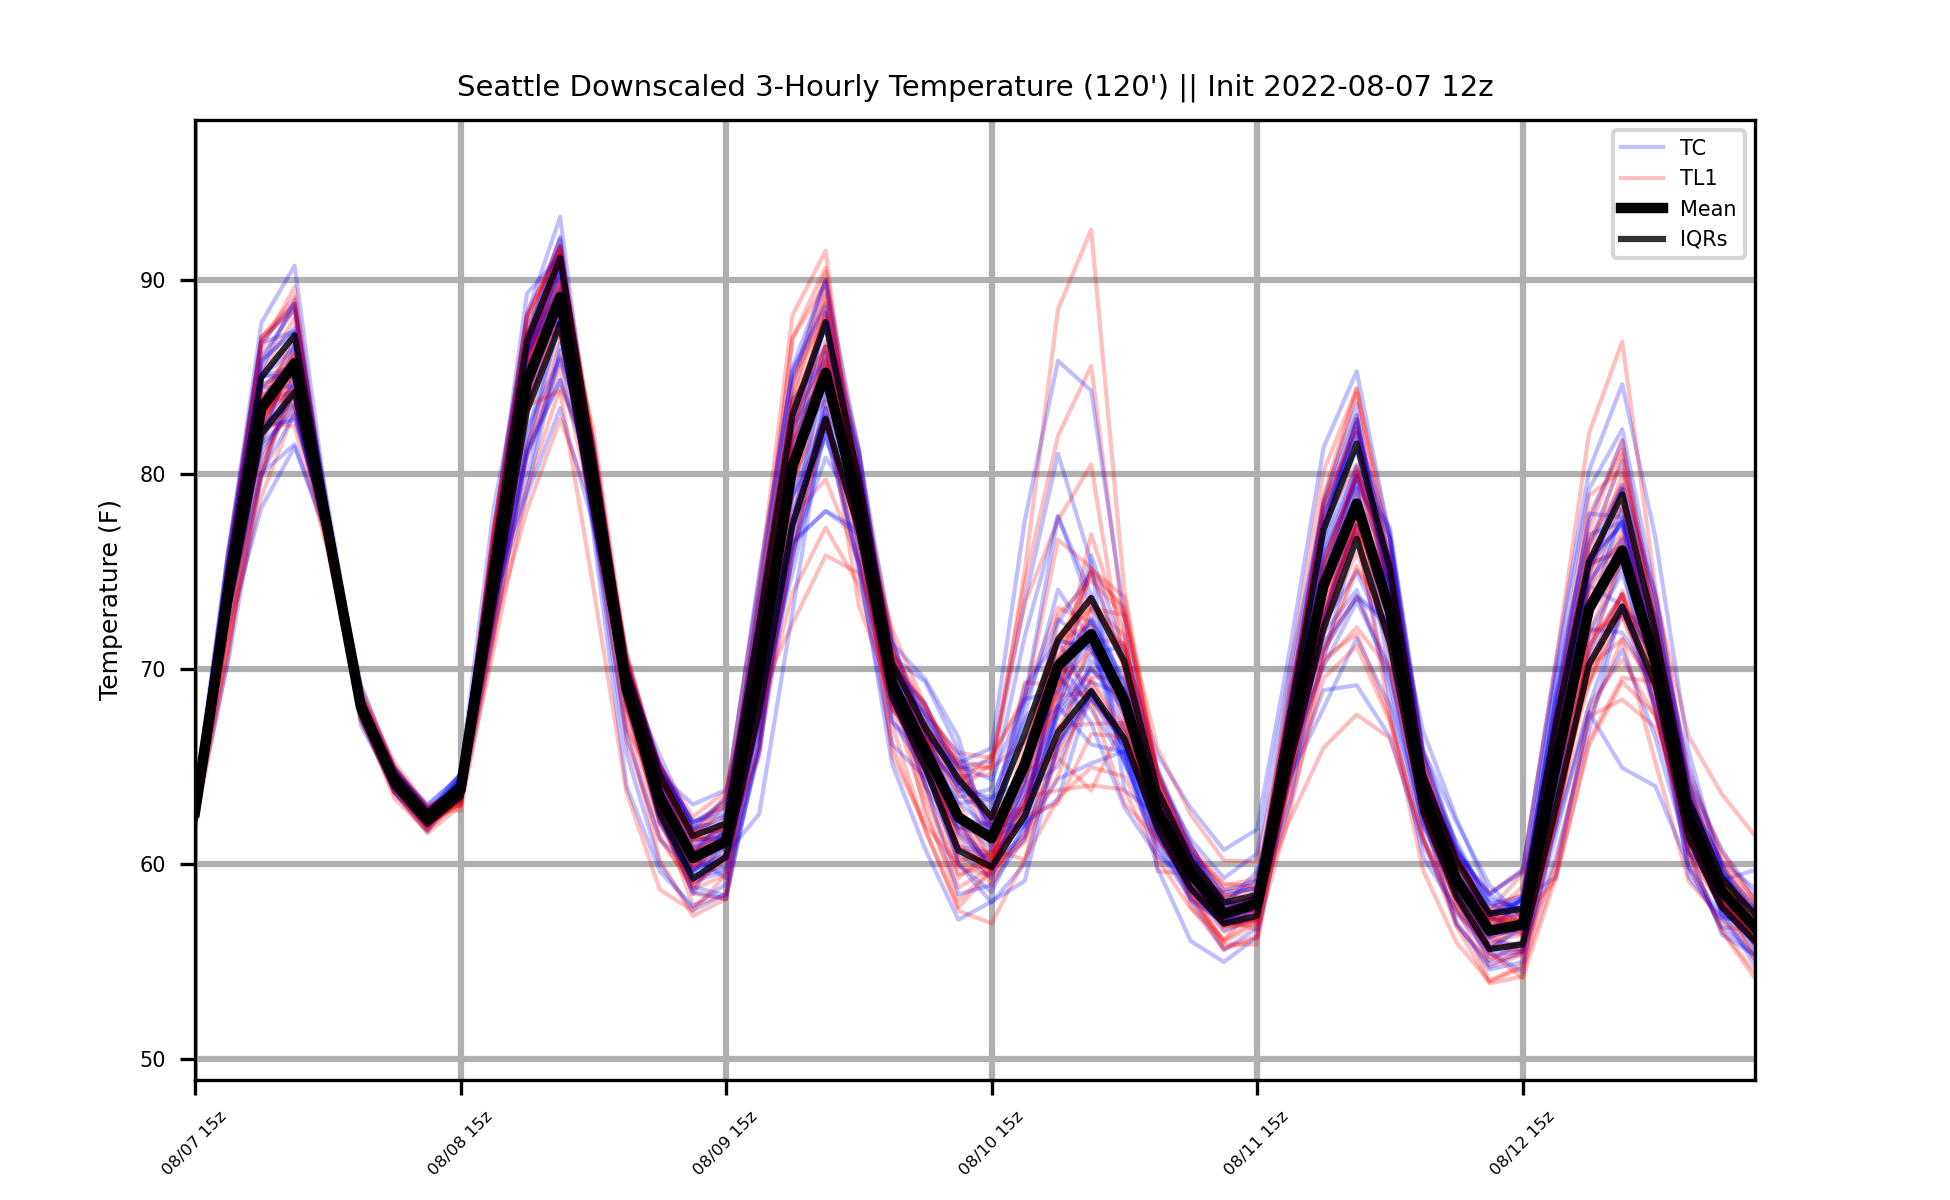 Seattle Downscaled 3-Hourly Temperature (120') || Init 2022-08-07 12z
TC
TL1
Mean
IQRs
Temperature (F)
90
80
70
60
50
08/07 15z
08/08 15z
08/09 15z
08/10 15z
08/11 15z
08/12 15z